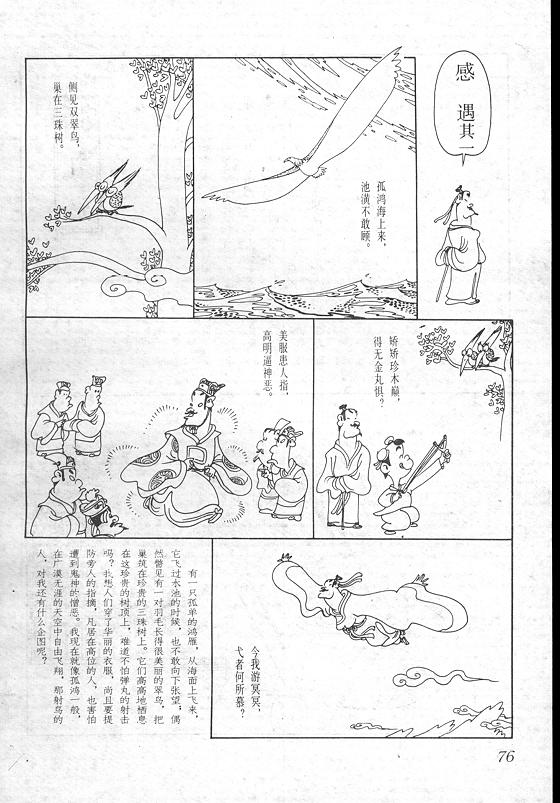 感遇其一
孤鸿海上来，
池潢不敢顾。
侧见双翠鸟，
巢在三珠树。
矫矫珍木巅，
得无金丸惧？
美服患人指，
高明逼神恶。
今我游冥冥，
弋者何所慕？
有一只孤单的鸿雁，从海面上飞来，
它飞过水池的时候，也不敢向下张望；偶
然瞥见有一对羽毛长得很美丽的翠鸟，把
巢筑在珍贵的三珠树上。它们高高地栖息
在这珍贵的树顶上，难道不怕弹丸的射击
吗？我想人们穿了华丽的衣服，尚且要提
防旁人的指摘，凡居在高位的人，也害怕
遭到鬼神的憎恶。我现在就像孤鸿一般，
在广漠无涯的天空中自由飞翔，那射鸟的
人，对我还有什么企图呢？
76